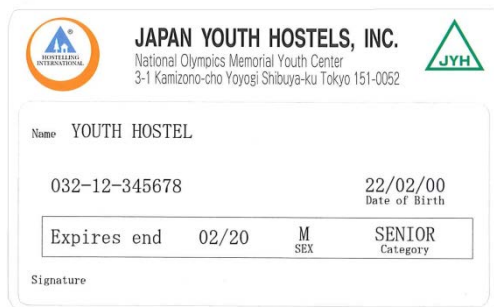 HOSTELLING
INTERNATIONAL
JAPAN YOUTH HOSTELS, INC.
National Olympics Memorial Youth Center
3-1 Kamizono-cho Yoyogi Shibuya-ku Tokyo 151-0052
JYH
Name YOUTH HOSTEL
032-12-345678 22/02/00
Date of Birth
Expires end 02/20 M SENIOR
SEX Category
Signature